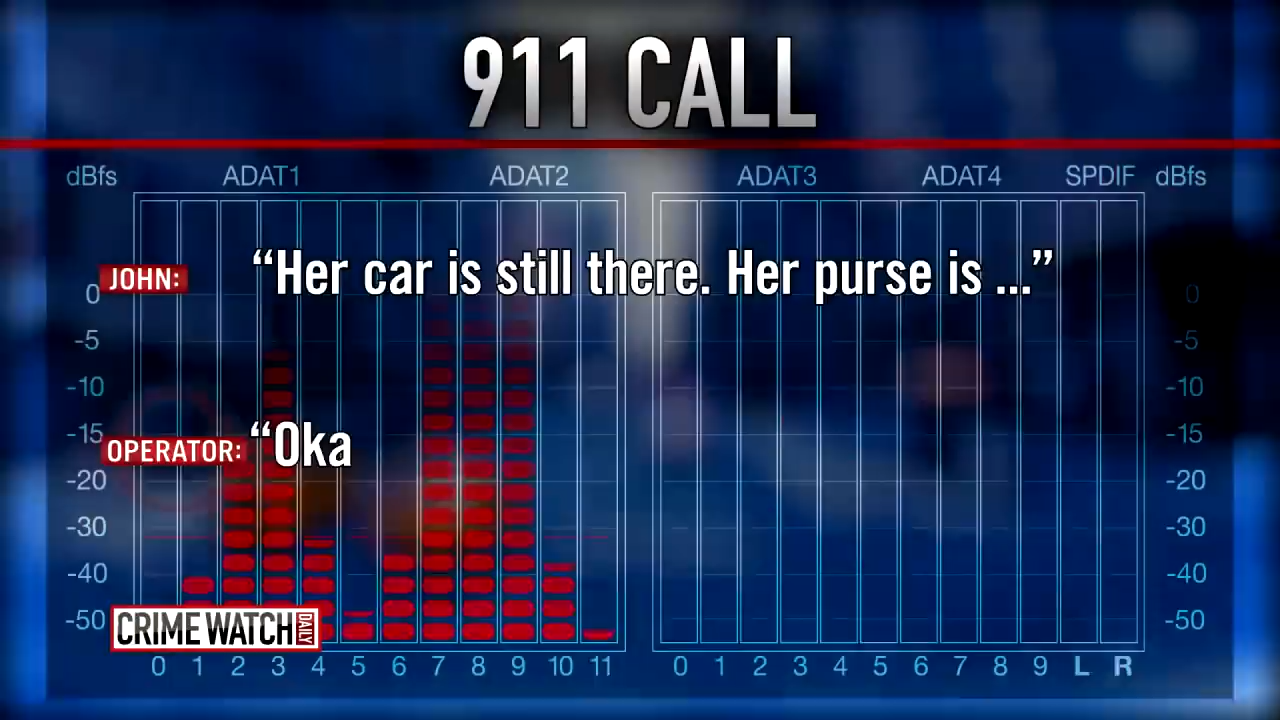 911 CALL
dBfs ADAT1 ADAT2 ADAT3 ADAT4 SPDIF dBfs
JOHN: “Her car is still there. Her purse is ...”
0 0
-5 -5
-10 -10
-15 -15
OPERATOR: “Oka
-20 -20
-30 -30
-40 -40
-50 -50
CRIME WATCH DAILY
0 1 2 3 4 5 6 7 8 9 10 11 0 1 2 3 4 5 6 7 8 9 L R